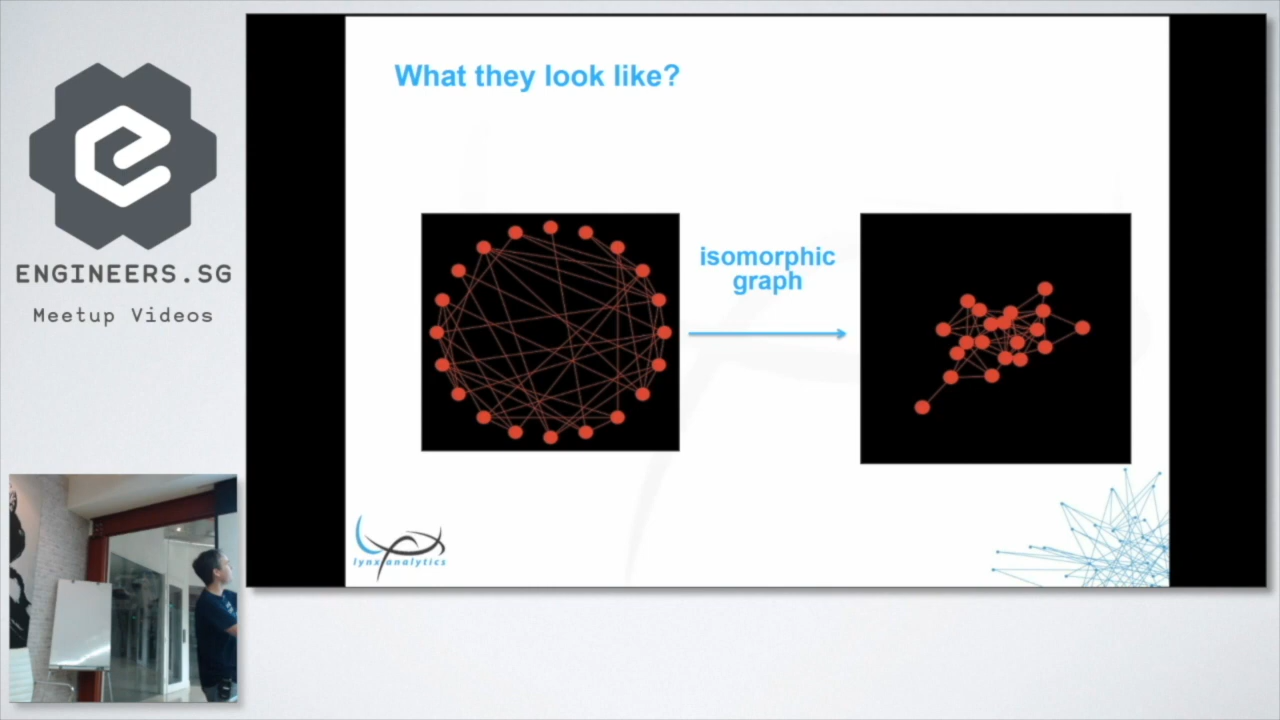 ENGINEERS.SG
Meetup Videos
What they look like?
isomorphic
graph
lynx analytics